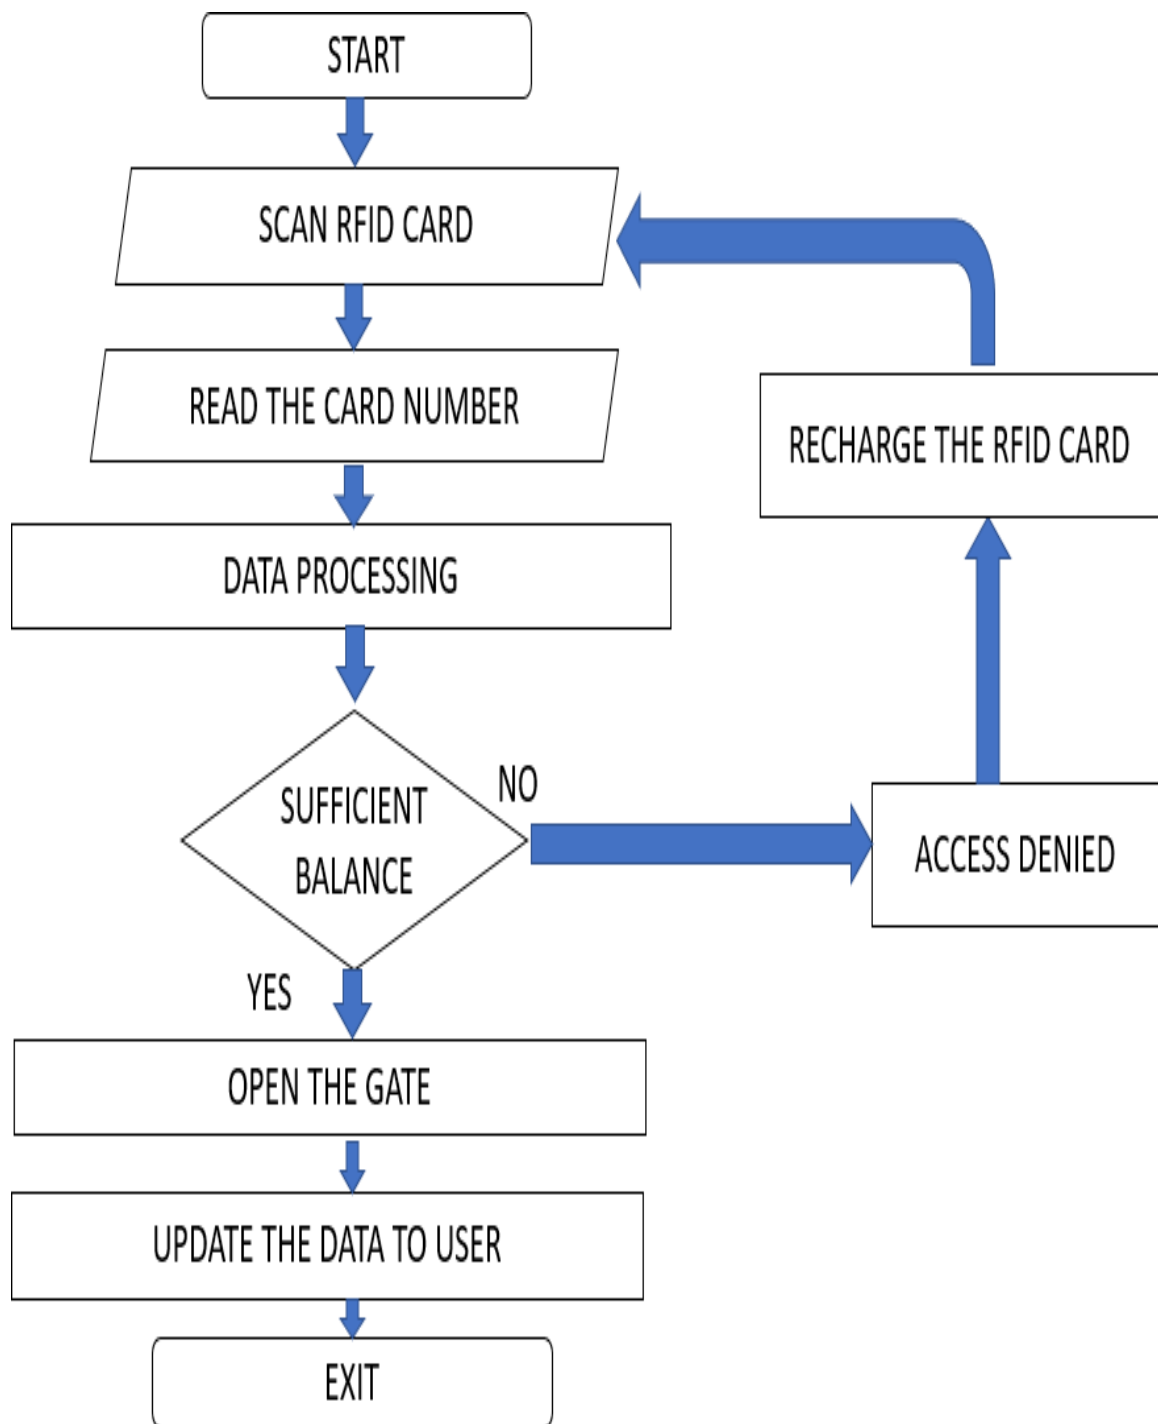 START
SCAN RFID CARD
READ THE CARD NUMBER
RECHARGE THE RFID CARD
DATA PROCESSING
SUFFICIENT
BALANCE
NO
ACCESS DENIED
YES
OPEN THE GATE
UPDATE THE DATA TO USER
EXIT